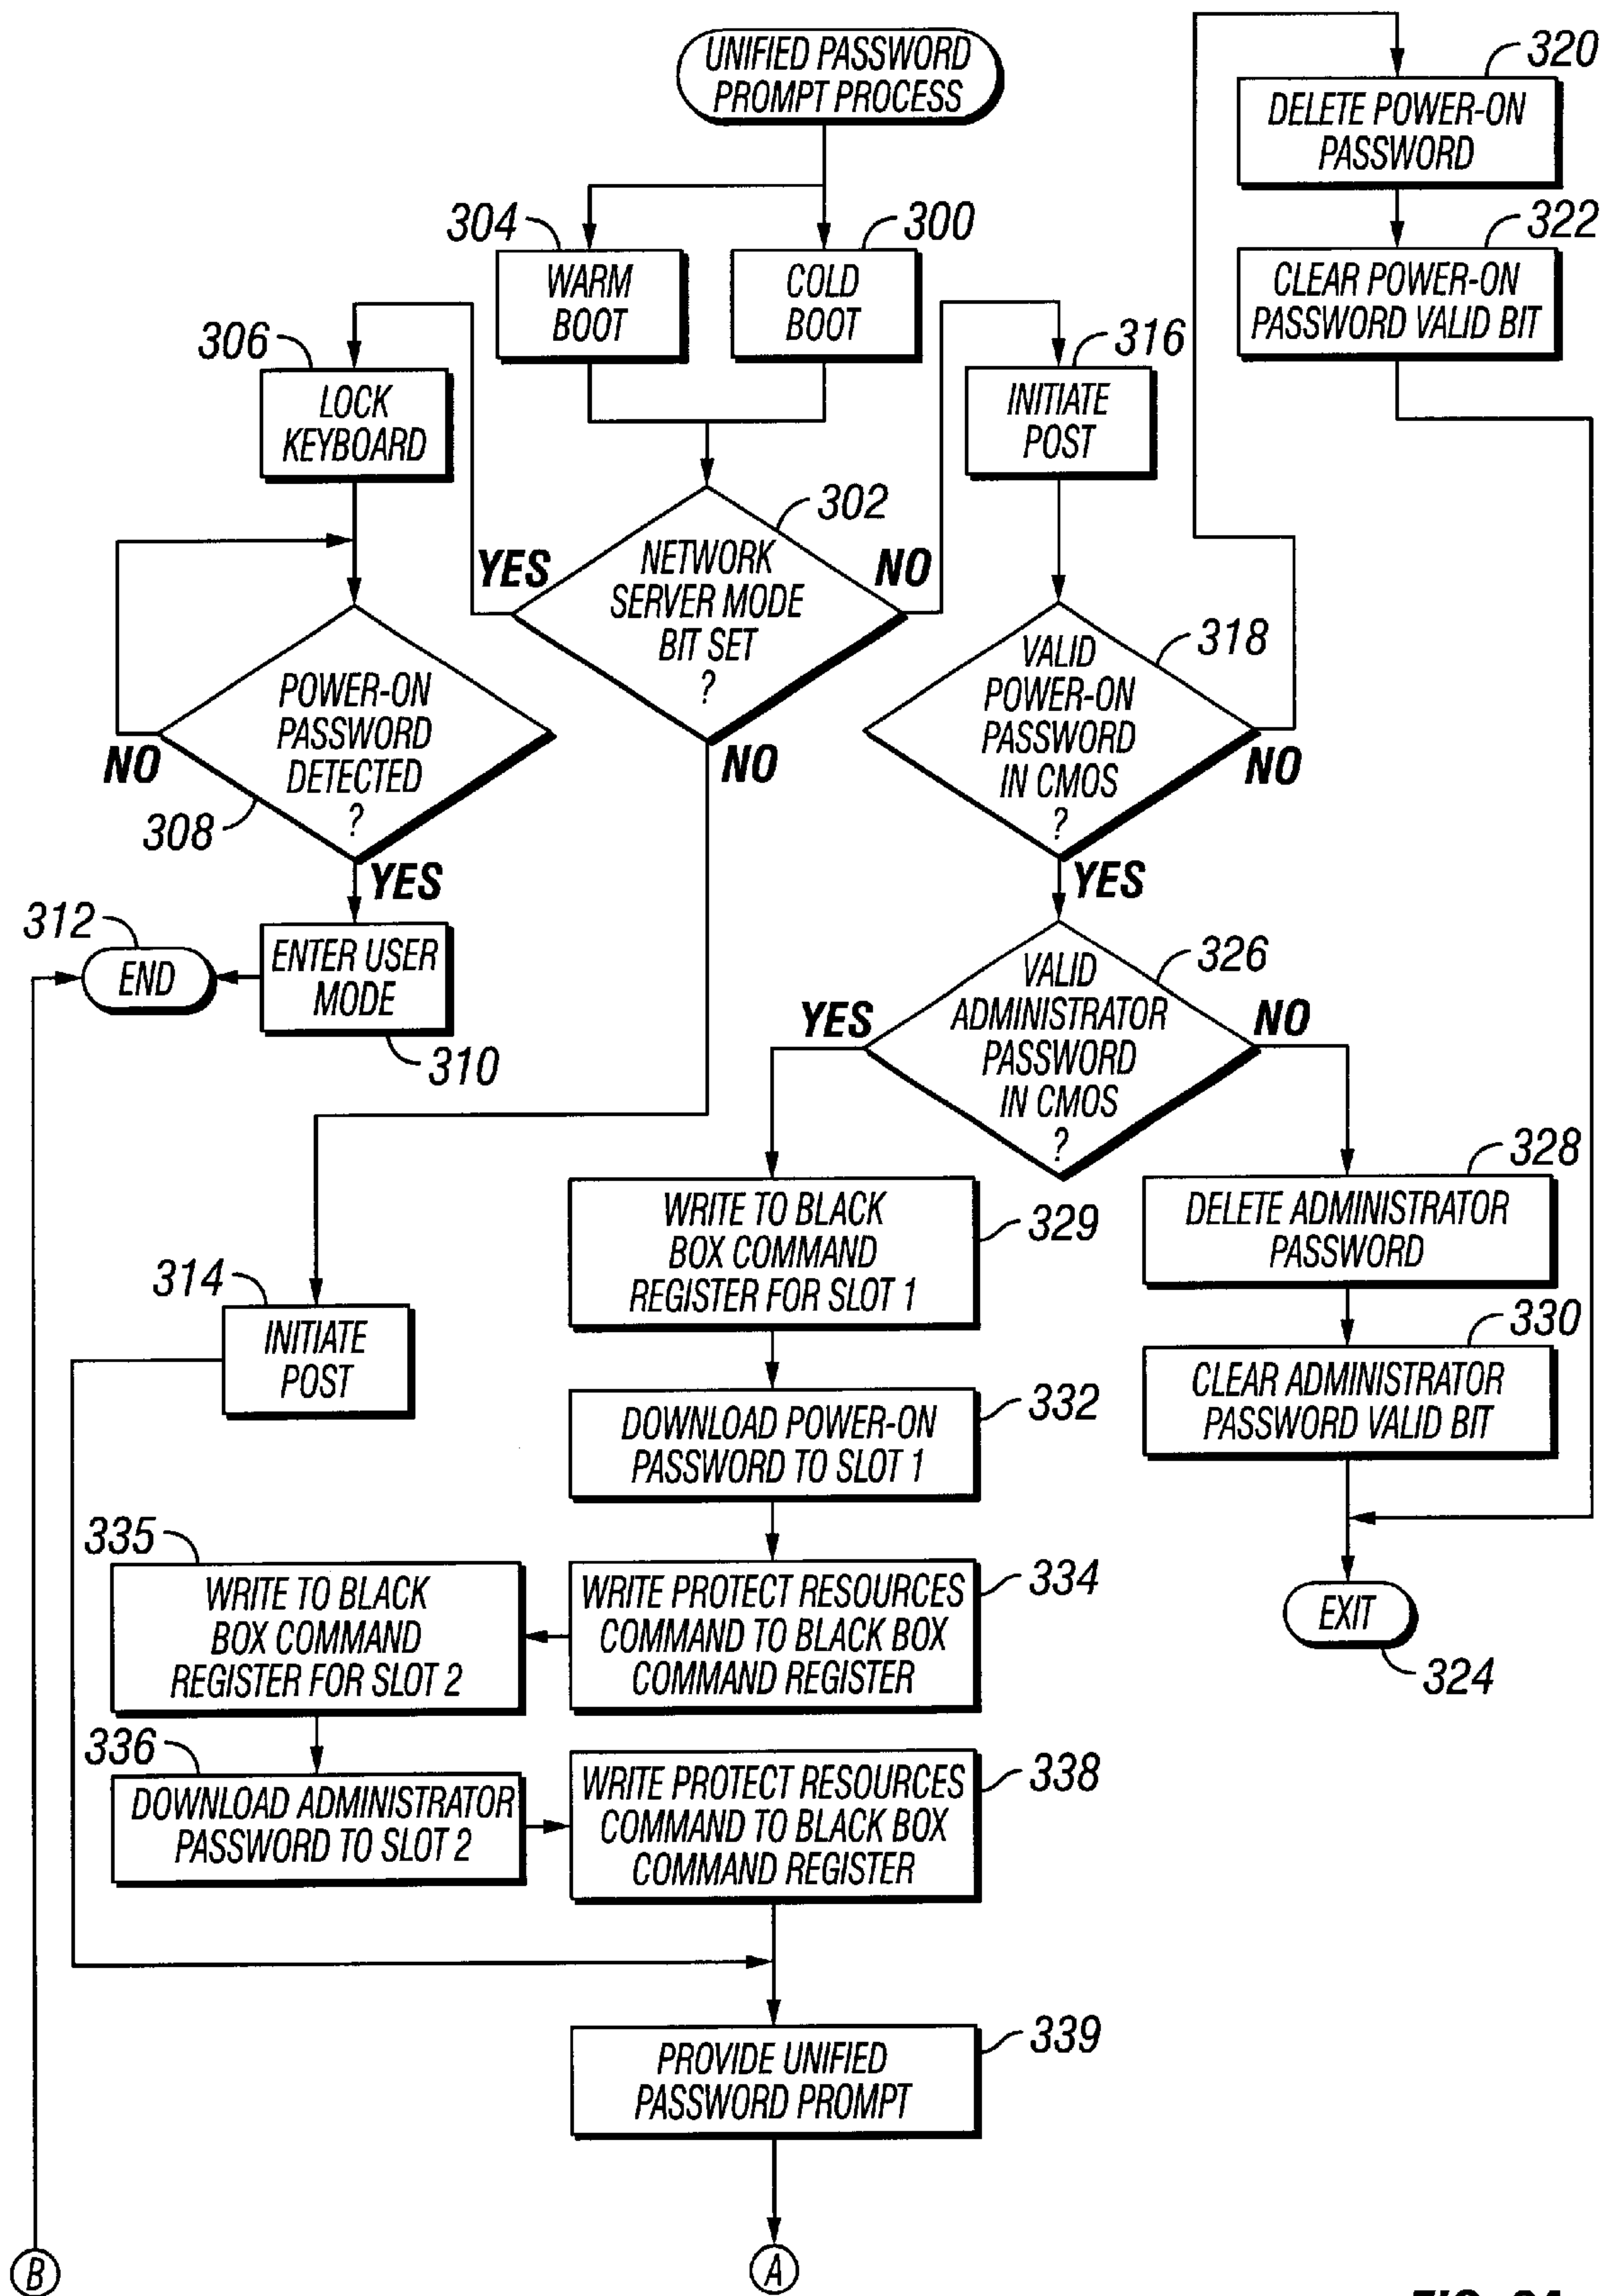 UNIFIED PASSWORD
PROMPT PROCESS
304
WARM
BOOT
300
COLD
BOOT
320
DELETE POWER-ON
PASSWORD
322
CLEAR POWER-ON
PASSWORD VALID BIT
306
LOCK
KEYBOARD
316
INITIATE
POST
302
YES
NETWORK
SERVER MODE
BIT SET
?
NO
NO
POWER-ON
PASSWORD
DETECTED
?
NO
308
YES
318
VALID
POWER-ON
PASSWORD
IN CMOS
?
NO
YES
312
END
ENTER USER
MODE
310
326
YES
VALID
ADMINISTRATOR
PASSWORD
IN CMOS
?
NO
328
DELETE ADMINISTRATOR
PASSWORD
330
CLEAR ADMINISTRATOR
PASSWORD VALID BIT
EXIT
324
314
INITIATE
POST
WRITE TO BLACK
BOX COMMAND
REGISTER FOR SLOT 1
329
DOWNLOAD POWER-ON
PASSWORD TO SLOT 1
332
WRITE PROTECT RESOURCES
COMMAND TO BLACK BOX
COMMAND REGISTER
334
335
WRITE TO BLACK
BOX COMMAND
REGISTER FOR SLOT 2
336
DOWNLOAD ADMINISTRATOR
PASSWORD TO SLOT 2
WRITE PROTECT RESOURCES
COMMAND TO BLACK BOX
COMMAND REGISTER
338
PROVIDE UNIFIED
PASSWORD PROMPT
339
B
A